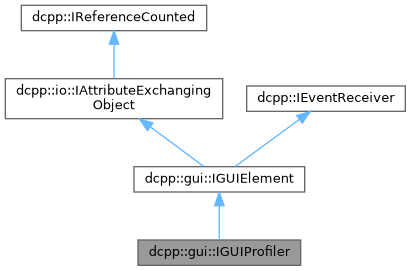 dcpp::IReferenceCounted
dcpp::io::IAttributeExchanging
Object
dcpp::IEventReceiver
dcpp::gui::IGUIElement
dcpp::gui::IGUIProfiler